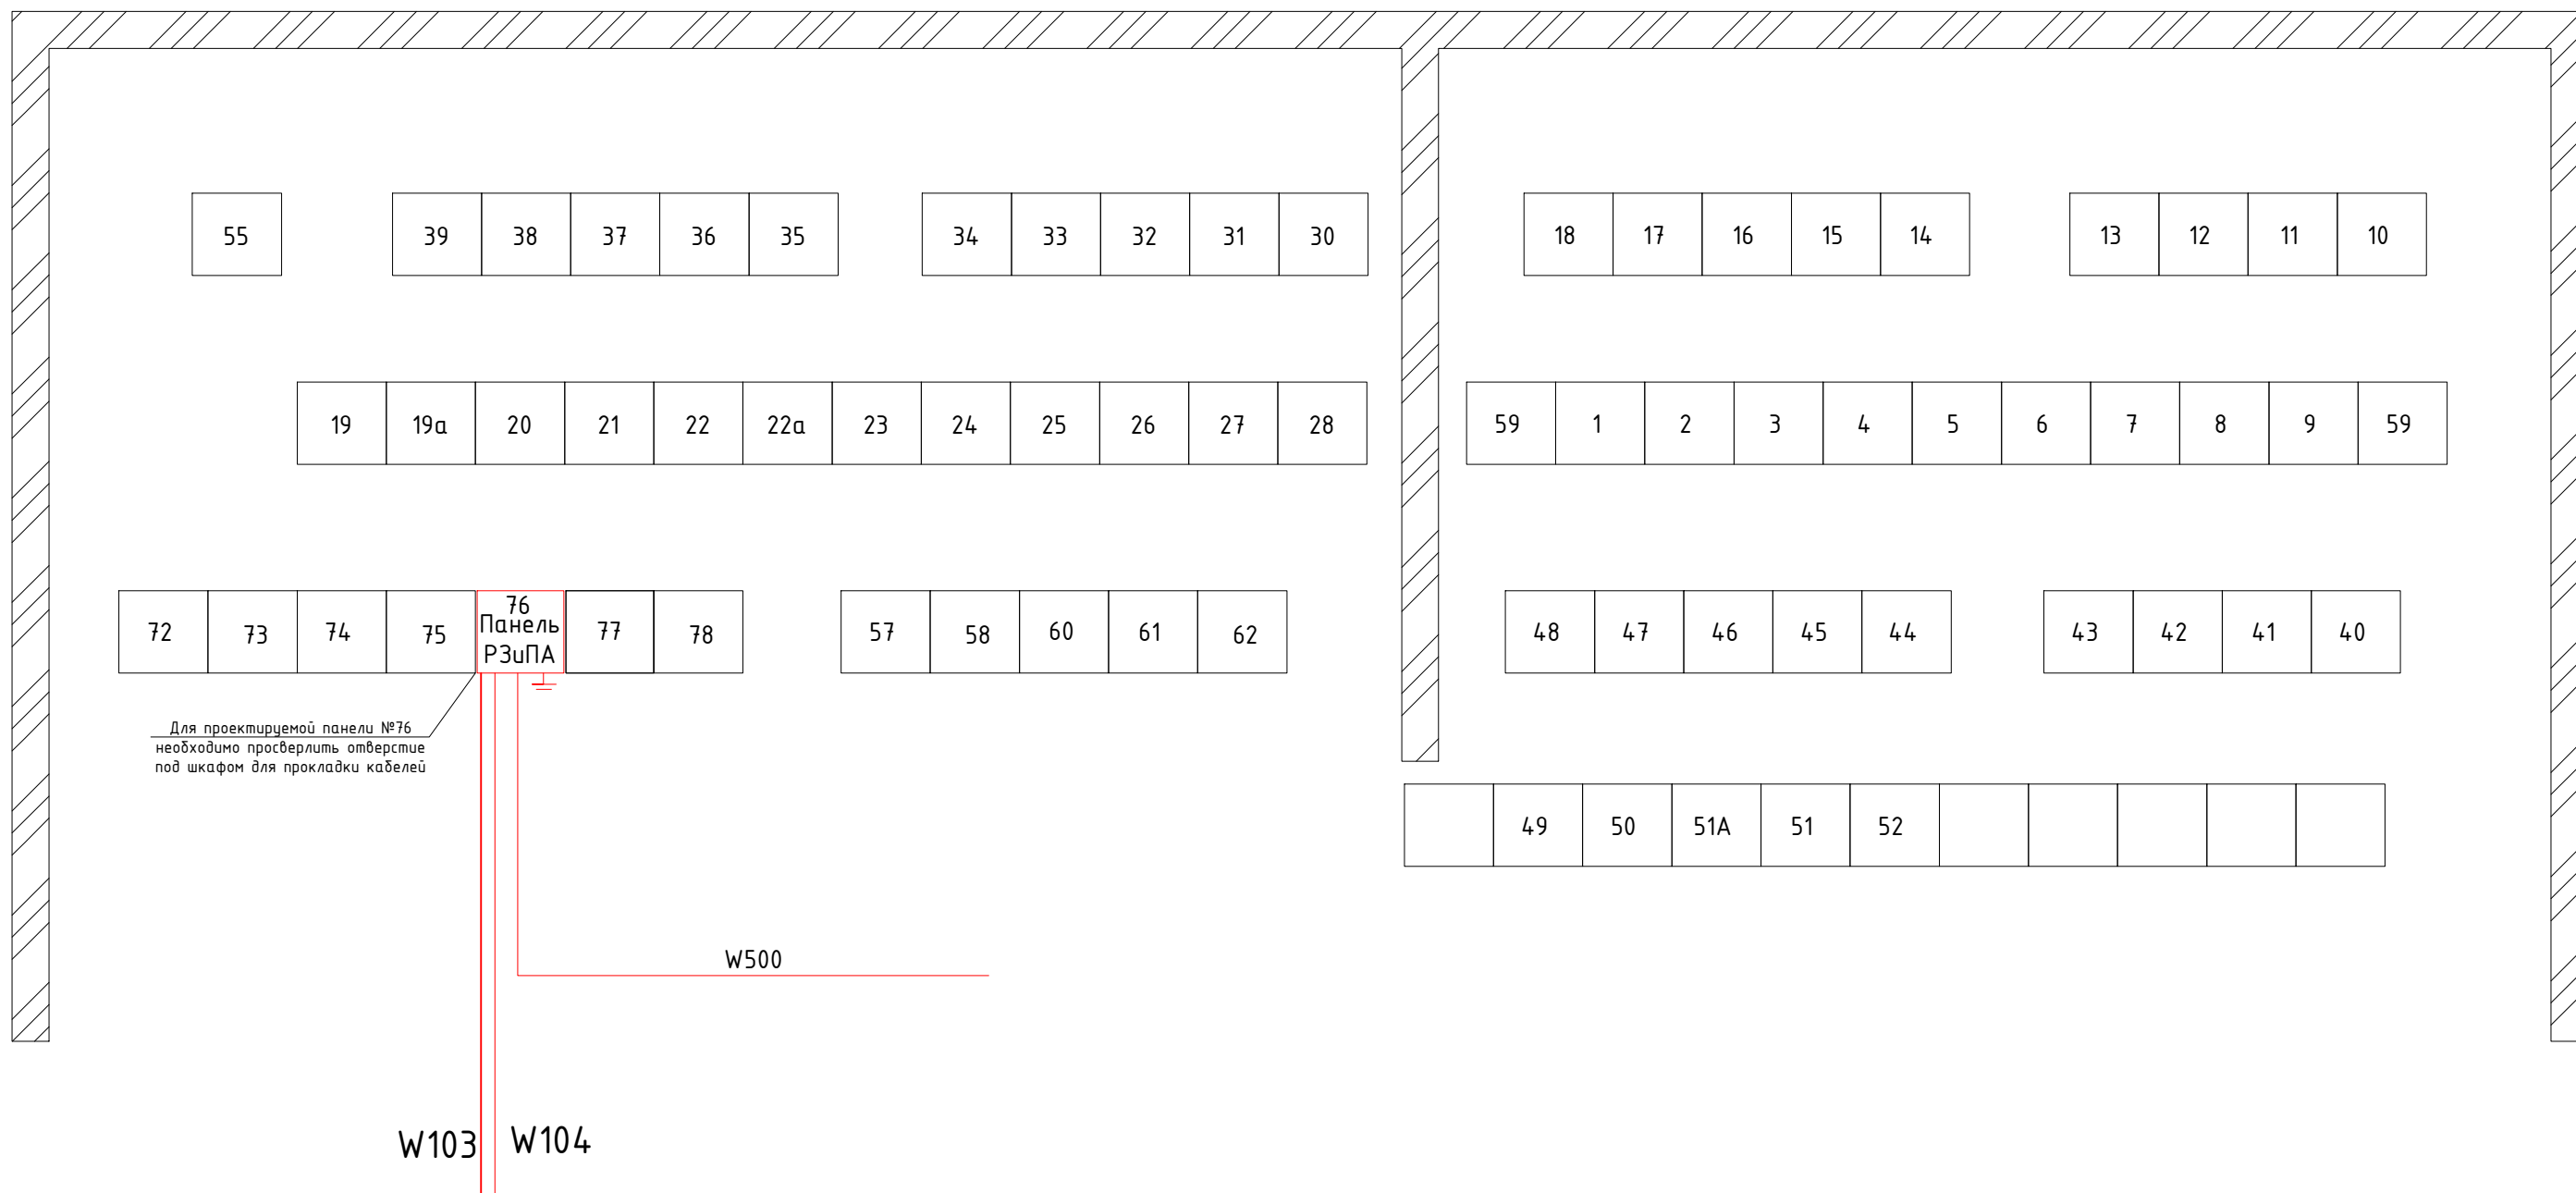 55 39 38 37 36 35 34 33 32 31 30 18 17 16 15 14 13 12 11 10
19 19а 20 21 22 22а 23 24 25 26 27 28 59 1 2 3 4 5 6 7 8 9 59
72 73 74 75 76 77 78 57 58 60 61 62 48 47 46 45 44 43 42 41 40
Панель
РЗиПА
Для проектируемой панели №76
необходимо просверлить отверстие
под шкафом для прокладки кабелей
49 50 51А 51 52
W500
W103 W104